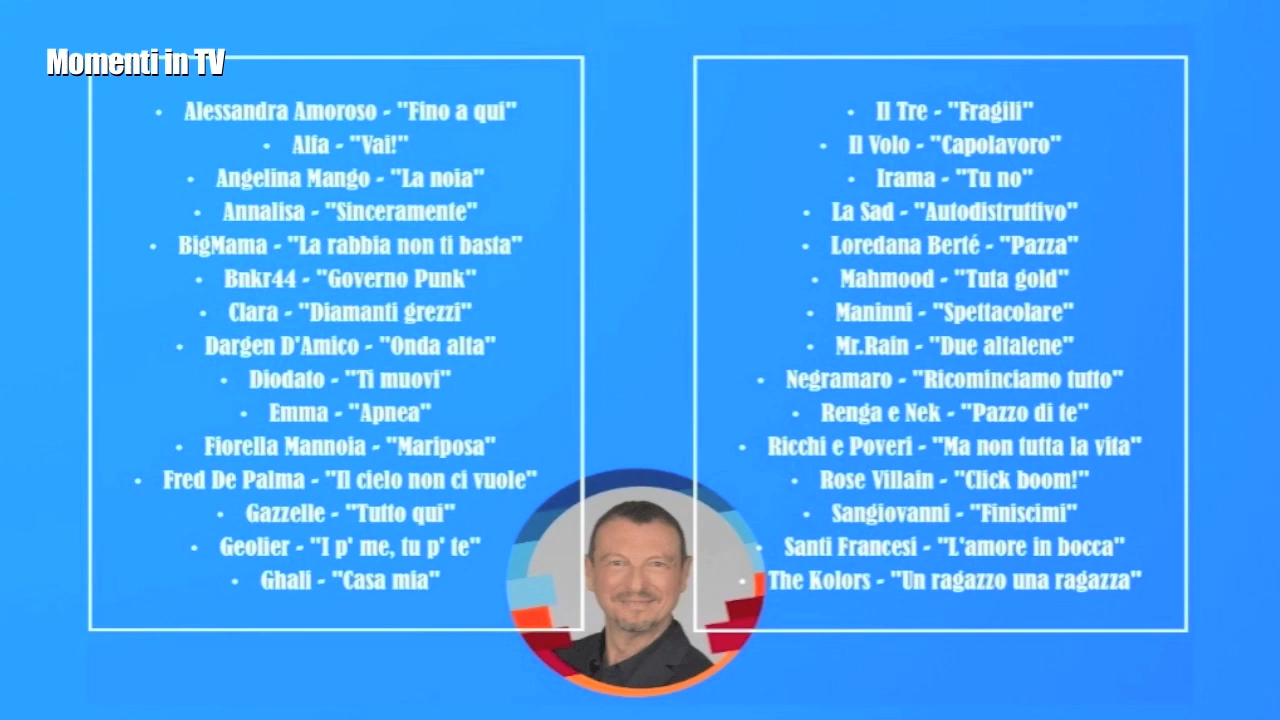 Momenti in TV
• Alessandra Amoroso - "Fino a qui"
• Alfa - "Vai!"
• Angelina Mango - "La noia"
• Annalisa - "Sinceramente"
• BigMama - "La rabbia non ti basta"
• Bnkr44 - "Governo Punk"
• Clara - "Diamanti grezzi"
• Dargen D'Amico - "Onda alta"
• Diodato - "Ti muovi"
• Emma - "Apnea"
• Fiorella Mannoia - "Mariposa"
• Fred De Palma - "Il cielo non ci vuole"
• Gazzelle - "Tutto qui"
• Geolier - "I p' me, tu p' te"
• Ghali - "Casa mia"
• Il Tre - "Fragili"
• Il Volo - "Capolavoro"
• Irama - "Tu no"
• La Sad - "Autodistruttivo"
• Loredana Berté - "Pazza"
• Mahmood - "Tuta gold"
• Maninni - "Spettacolare"
• Mr.Rain - "Due altalene"
• Negramaro - "Ricominciamo tutto"
• Renga e Nek - "Pazzo di te"
• Ricchi e Poveri - "Ma non tutta la vita"
• Rose Villain - "Click boom!"
• Sangiovanni - "Finiscimi"
• Santi Francesi - "L'amore in bocca"
• The Kolors - "Un ragazzo una ragazza"